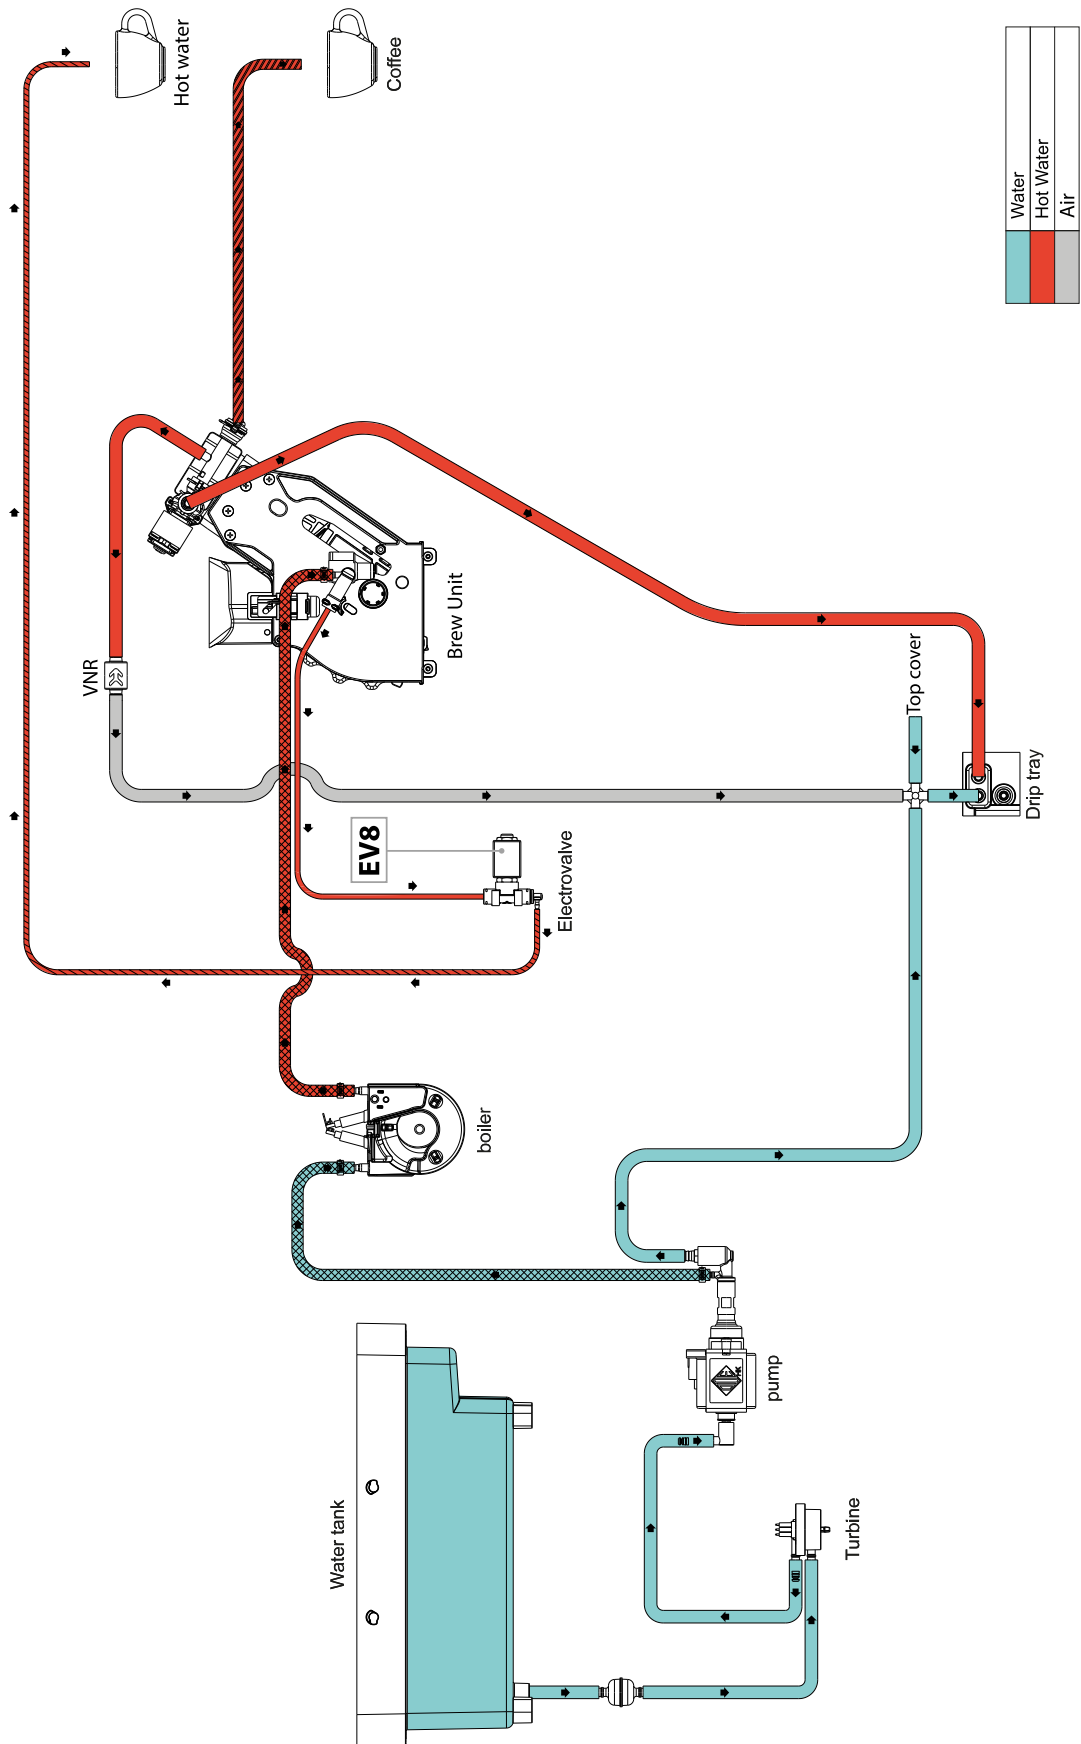 Hot water
Coffee
Water
Hot Water
Air
VNR
Brew Unit
Top cover
Drip tray
EV8
Electrovalve
boiler
pump
Water tank
Turbine